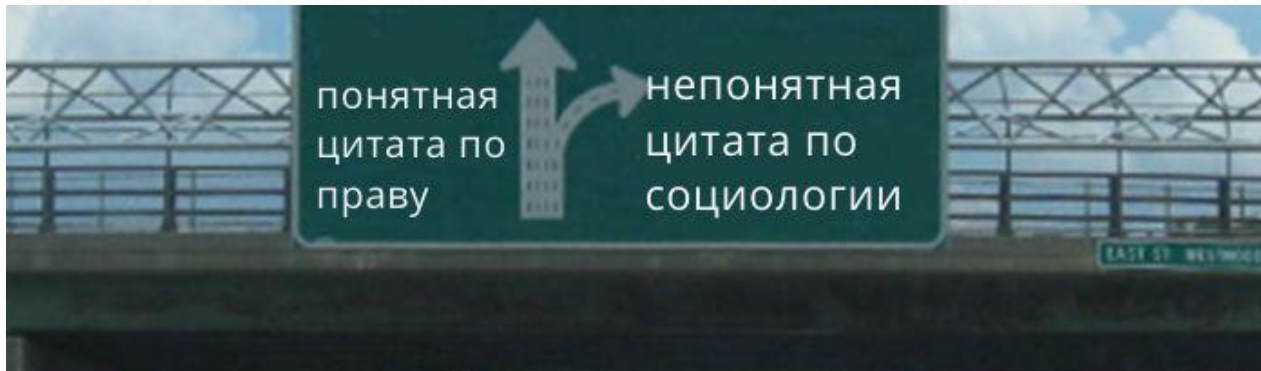 понятная
цитата по
праву
непонятная
цитата по
социологии
EAST ST WESTWOOD